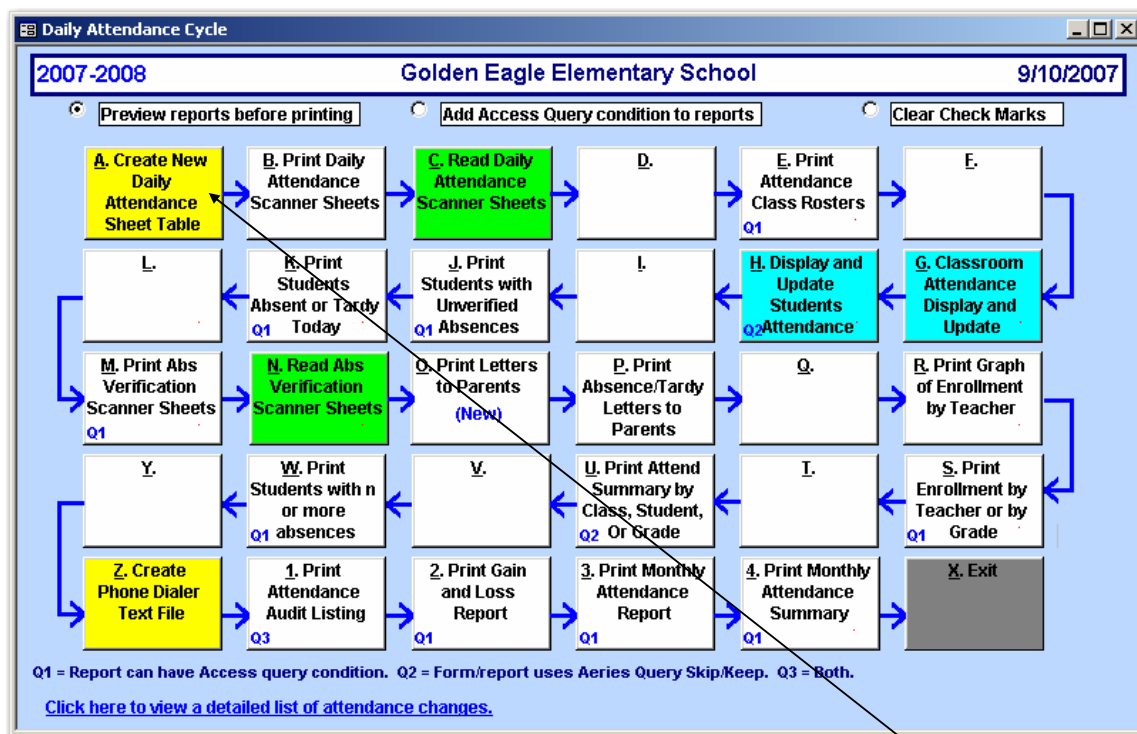 Daily Attendance Cycle
2007-2008 Golden Eagle Elementary School 9/10/2007
Preview reports before printing Add Access Query condition to reports Clear Check Marks
A. Create New
Daily
Attendance
Sheet Table
B. Print Daily
Attendance
Scanner Sheets
C. Read Daily
Attendance
Scanner Sheets
D.
E. Print
Attendance
Class Rosters
Q1
F.
L.
K. Print
Students
Absent or Tardy
Q1 Today
J. Print
Students with
Unverified
Q1 Absences
I.
H. Display and
Update
Students
Q2 Attendance
G. Classroom
Attendance
Display and
Update
M. Print Abs
Verification
Scanner Sheets
Q1
N. Read Abs
Verification
Scanner Sheets
O. Print Letters
to Parents
(New)
P. Print
Absence/Tardy
Letters to
Parents
Q.
R. Print Graph
of Enrollment
by Teacher
Y.
W. Print
Students with n
or more
Q1 absences
V.
U. Print Attend
Summary by
Class, Student,
Q2 Or Grade
T.
S. Print
Enrollment by
Teacher or by
Q1 Grade
Z. Create
Phone Dialer
Text File
1. Print
Attendance
Audit Listing
Q3
2. Print Gain
and Loss
Report
Q1
3. Print Monthly
Attendance
Report
Q1
4. Print Monthly
Attendance
Summary
Q1
X. Exit
Q1 = Report can have Access query condition. Q2 = Form/report uses Aeries Query Skip/Keep. Q3 = Both.
Click here to view a detailed list of attendance changes.